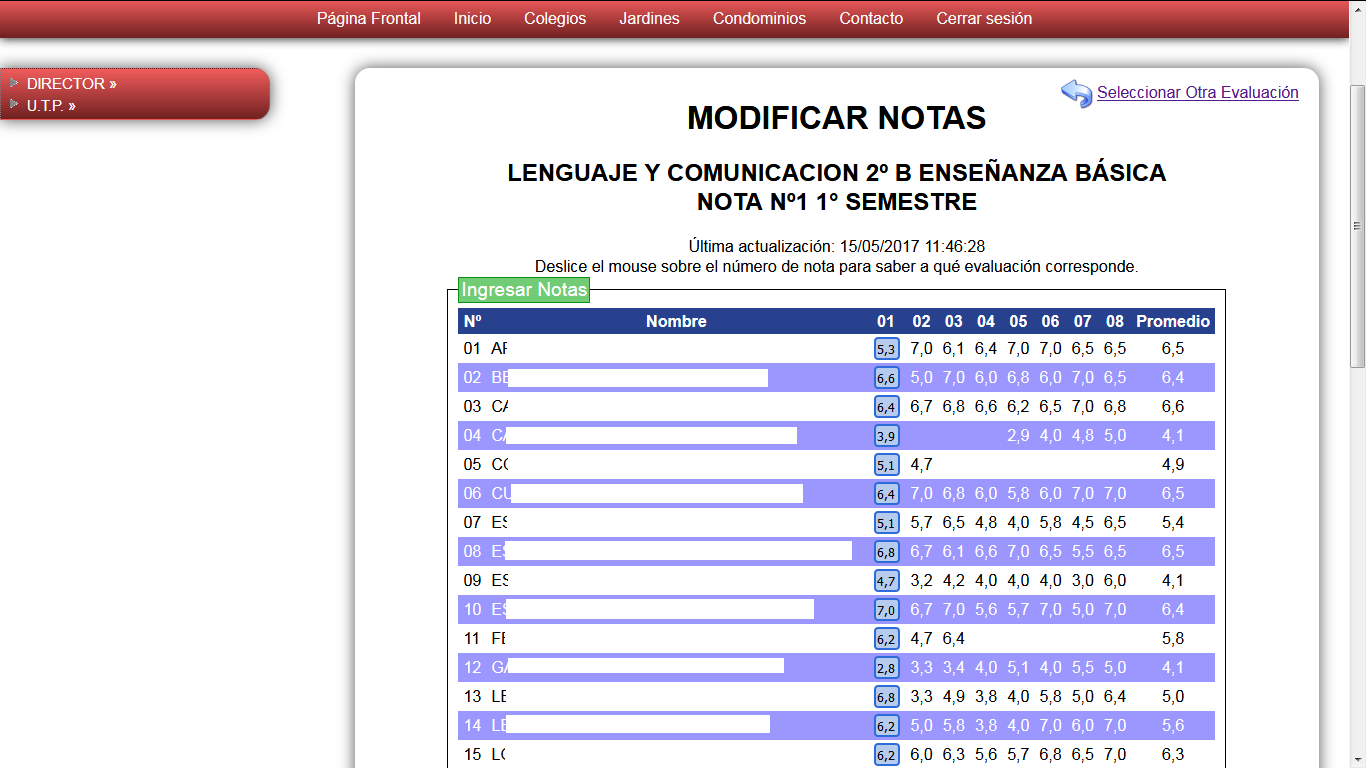 Página Frontal Inicio Colegios Jardines Condominios Contacto Cerrar sesión
DIRECTOR »
U.T.P. »
Seleccionar Otra Evaluación
MODIFICAR NOTAS
LENGUAJE Y COMUNICACION 2º B ENSEÑANZA BÁSICA
NOTA Nº1 1° SEMESTRE
Última actualización: 15/05/2017 11:46:28
Deslice el mouse sobre el número de nota para saber a qué evaluación corresponde.
Ingresar Notas
Nº Nombre 01 02 03 04 05 06 07 08 Promedio
01 5,3 7,0 6,1 6,4 7,0 7,0 6,5 6,5 6,5
02 BE 6,6 5,0 7,0 6,0 6,8 6,0 7,0 6,5 6,4
03 CA 6,4 6,7 6,8 6,6 6,2 6,5 7,0 6,8 6,6
04 CA 3,9 2,9 4,0 4,8 5,0 4,1
05 5,1 4,7 4,9
06 CU 6,4 7,0 6,8 6,0 5,8 6,0 7,0 7,0 6,5
07 ES 5,1 5,7 6,5 4,8 4,0 5,8 4,5 6,5 5,4
08 ES 6,8 6,7 6,1 6,6 7,0 6,5 5,5 6,5 6,5
09 ES 4,7 3,2 4,2 4,0 4,0 4,0 3,0 6,0 4,1
10 ES 7,0 6,7 7,0 5,6 5,7 7,0 5,0 7,0 6,4
11 FE 6,2 4,7 6,4 5,8
12 GA 2,8 3,3 3,4 4,0 5,1 4,0 5,5 5,0 4,1
13 LE 6,8 3,3 4,9 3,8 4,0 5,8 5,0 6,4 5,0
14 LE 6,2 5,0 5,8 3,8 4,0 7,0 6,0 7,0 5,6
15 6,2 6,0 6,3 5,6 5,7 6,8 6,5 7,0 6,3